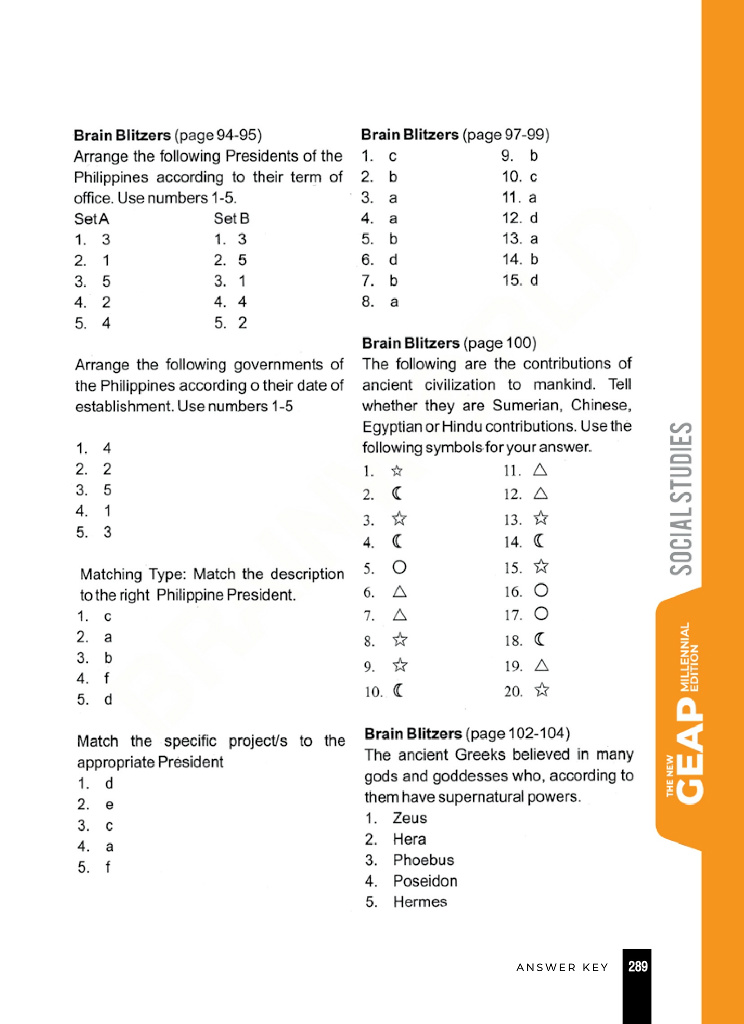 Brain Blitzers (page 94-95)
Arrange the following Presidents of the
Philippines according to their term of
office. Use numbers 1-5.
Set A Set B
1. 3 1. 3
2. 1 2. 5
3. 5 3. 1
4. 2 4. 4
5. 4 5. 2
Arrange the following governments of
the Philippines according o their date of
establishment. Use numbers 1-5
1. 4
2. 2
3. 5
4. 1
5. 3
Matching Type: Match the description
to the right Philippine President.
1. c
2. a
3. b
4. f
5. d
Match the specific project/s to the
appropriate President
1. d
2. e
3. c
4. a
5. f
Brain Blitzers (page 97-99)
1. c 9. b
2. b 10. c
3. a 11. a
4. a 12. d
5. b 13. a
6. d 14. b
7. b 15. d
8. a
Brain Blitzers (page 100)
The following are the contributions of
ancient civilization to mankind. Tell
whether they are Sumerian, Chinese,
Egyptian or Hindu contributions. Use the
following symbols for your answer.
1. ☆ 11. △
2. ☾ 12. △
3. ☆ 13. ☆
4. ☾ 14. ☾
5. ○ 15. ☆
6. △ 16. ○
7. △ 17. ○
8. ☆ 18. ☾
9. ☆ 19. △
10. ☾ 20. ☆
Brain Blitzers (page 102-104)
The ancient Greeks believed in many
gods and goddesses who, according to
them have supernatural powers.
1. Zeus
2. Hera
3. Phoebus
4. Poseidon
5. Hermes
SOCIAL STUDIES
THE NEW
GEAP
MILLENNIAL
EDITION
ANSWER KEY 289